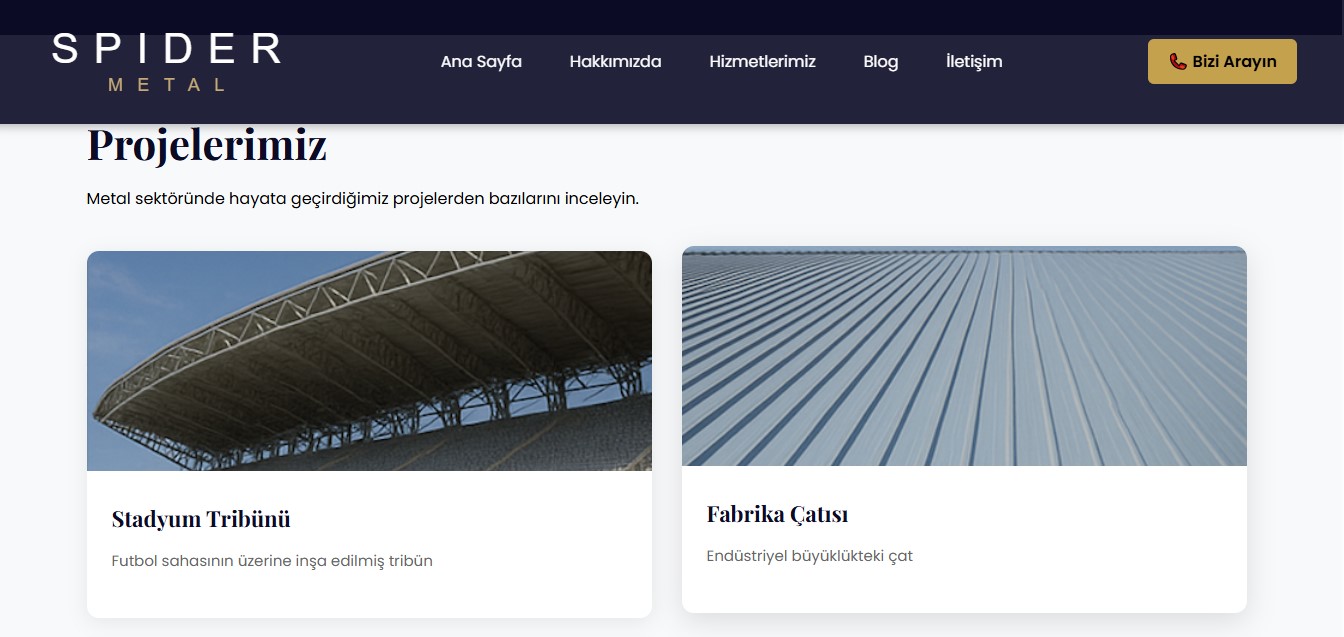 SPIDER
METAL
Ana Sayfa
Hakkımızda
Hizmetlerimiz
Blog
İletişim
Bizi Arayın
Projelerimiz
Metal sektöründe hayata geçirdiğimiz projelerden bazılarını inceleyin.
Stadyum Tribünü
Futbol sahasının üzerine inşa edilmiş tribün
Fabrika Çatısı
Endüstriyel büyüklükteki çat